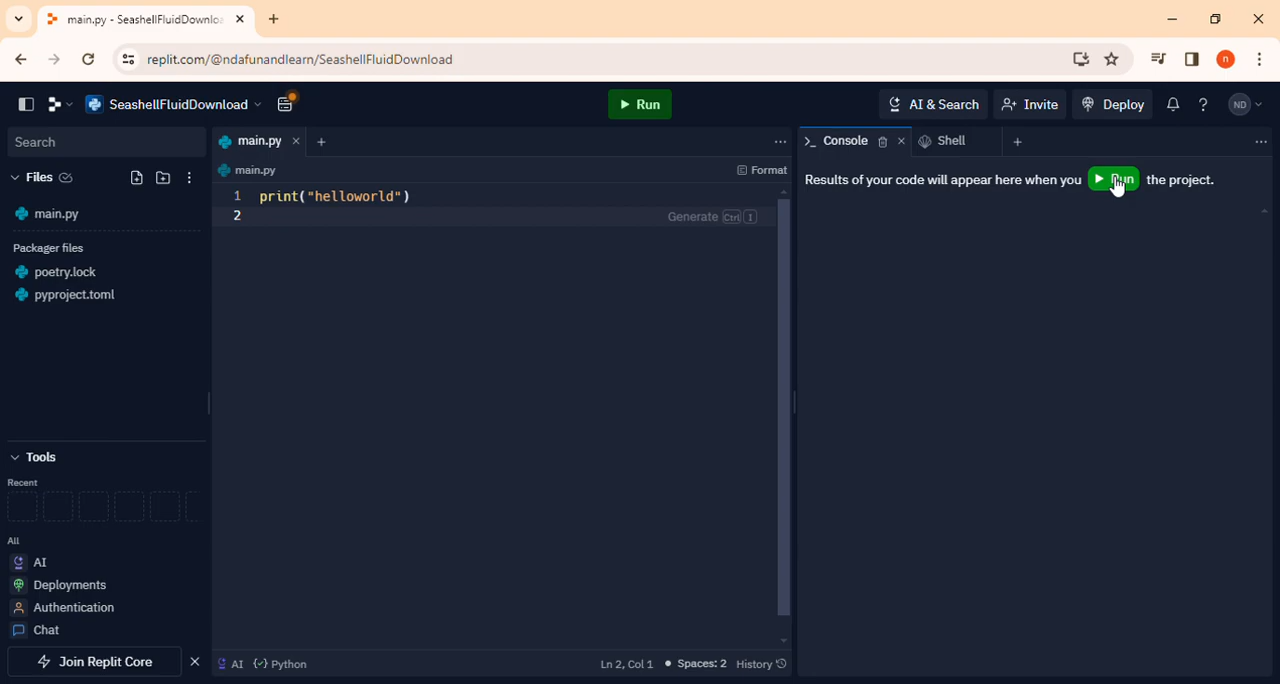 main.py - SeashellFluidDownloa
replit.com/@ndafunandlearn/SeashellFluidDownload
n
SeashellFluidDownload
Run
AI & Search
Invite
Deploy
ND
Search
Files
main.py
Packager files
poetry.lock
pyproject.toml
Tools
Recent
All
AI
Deployments
Authentication
Chat
Join Replit Core
main.py
main.py
Format
1 print("helloworld")
2
Generate Ctrl I
AI
Python
Ln 2, Col 1
Spaces: 2
History
Console
Shell
Results of your code will appear here when you Run the project.